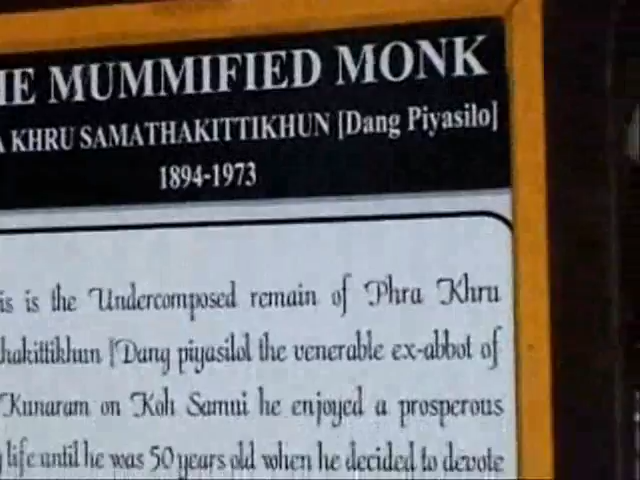 HE MUMMIFIED MONK
A KHRU SAMATHAKITTIKHUN [Dang Piyasilo]
1894-1973
is is the Undercomposed remain of Phra Khru
hakittikhun [Dang piyasilo] the venerable ex-abbot of
Kunaram on Koh Samui he enjoyed a prosperous
life until he was 50 years old when he decided to devote